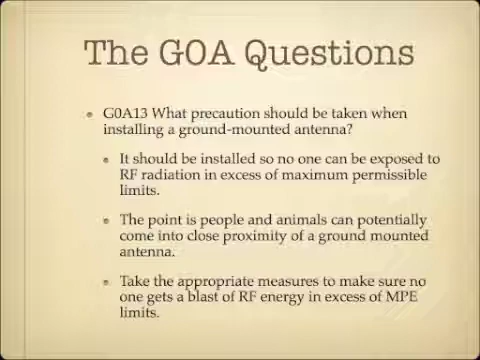 The G0A Questions
G0A13 What precaution should be taken when
installing a ground-mounted antenna?
It should be installed so no one can be exposed to
RF radiation in excess of maximum permissible
limits.
The point is people and animals can potentially
come into close proximity of a ground mounted
antenna.
Take the appropriate measures to make sure no
one gets a blast of RF energy in excess of MPE
limits.